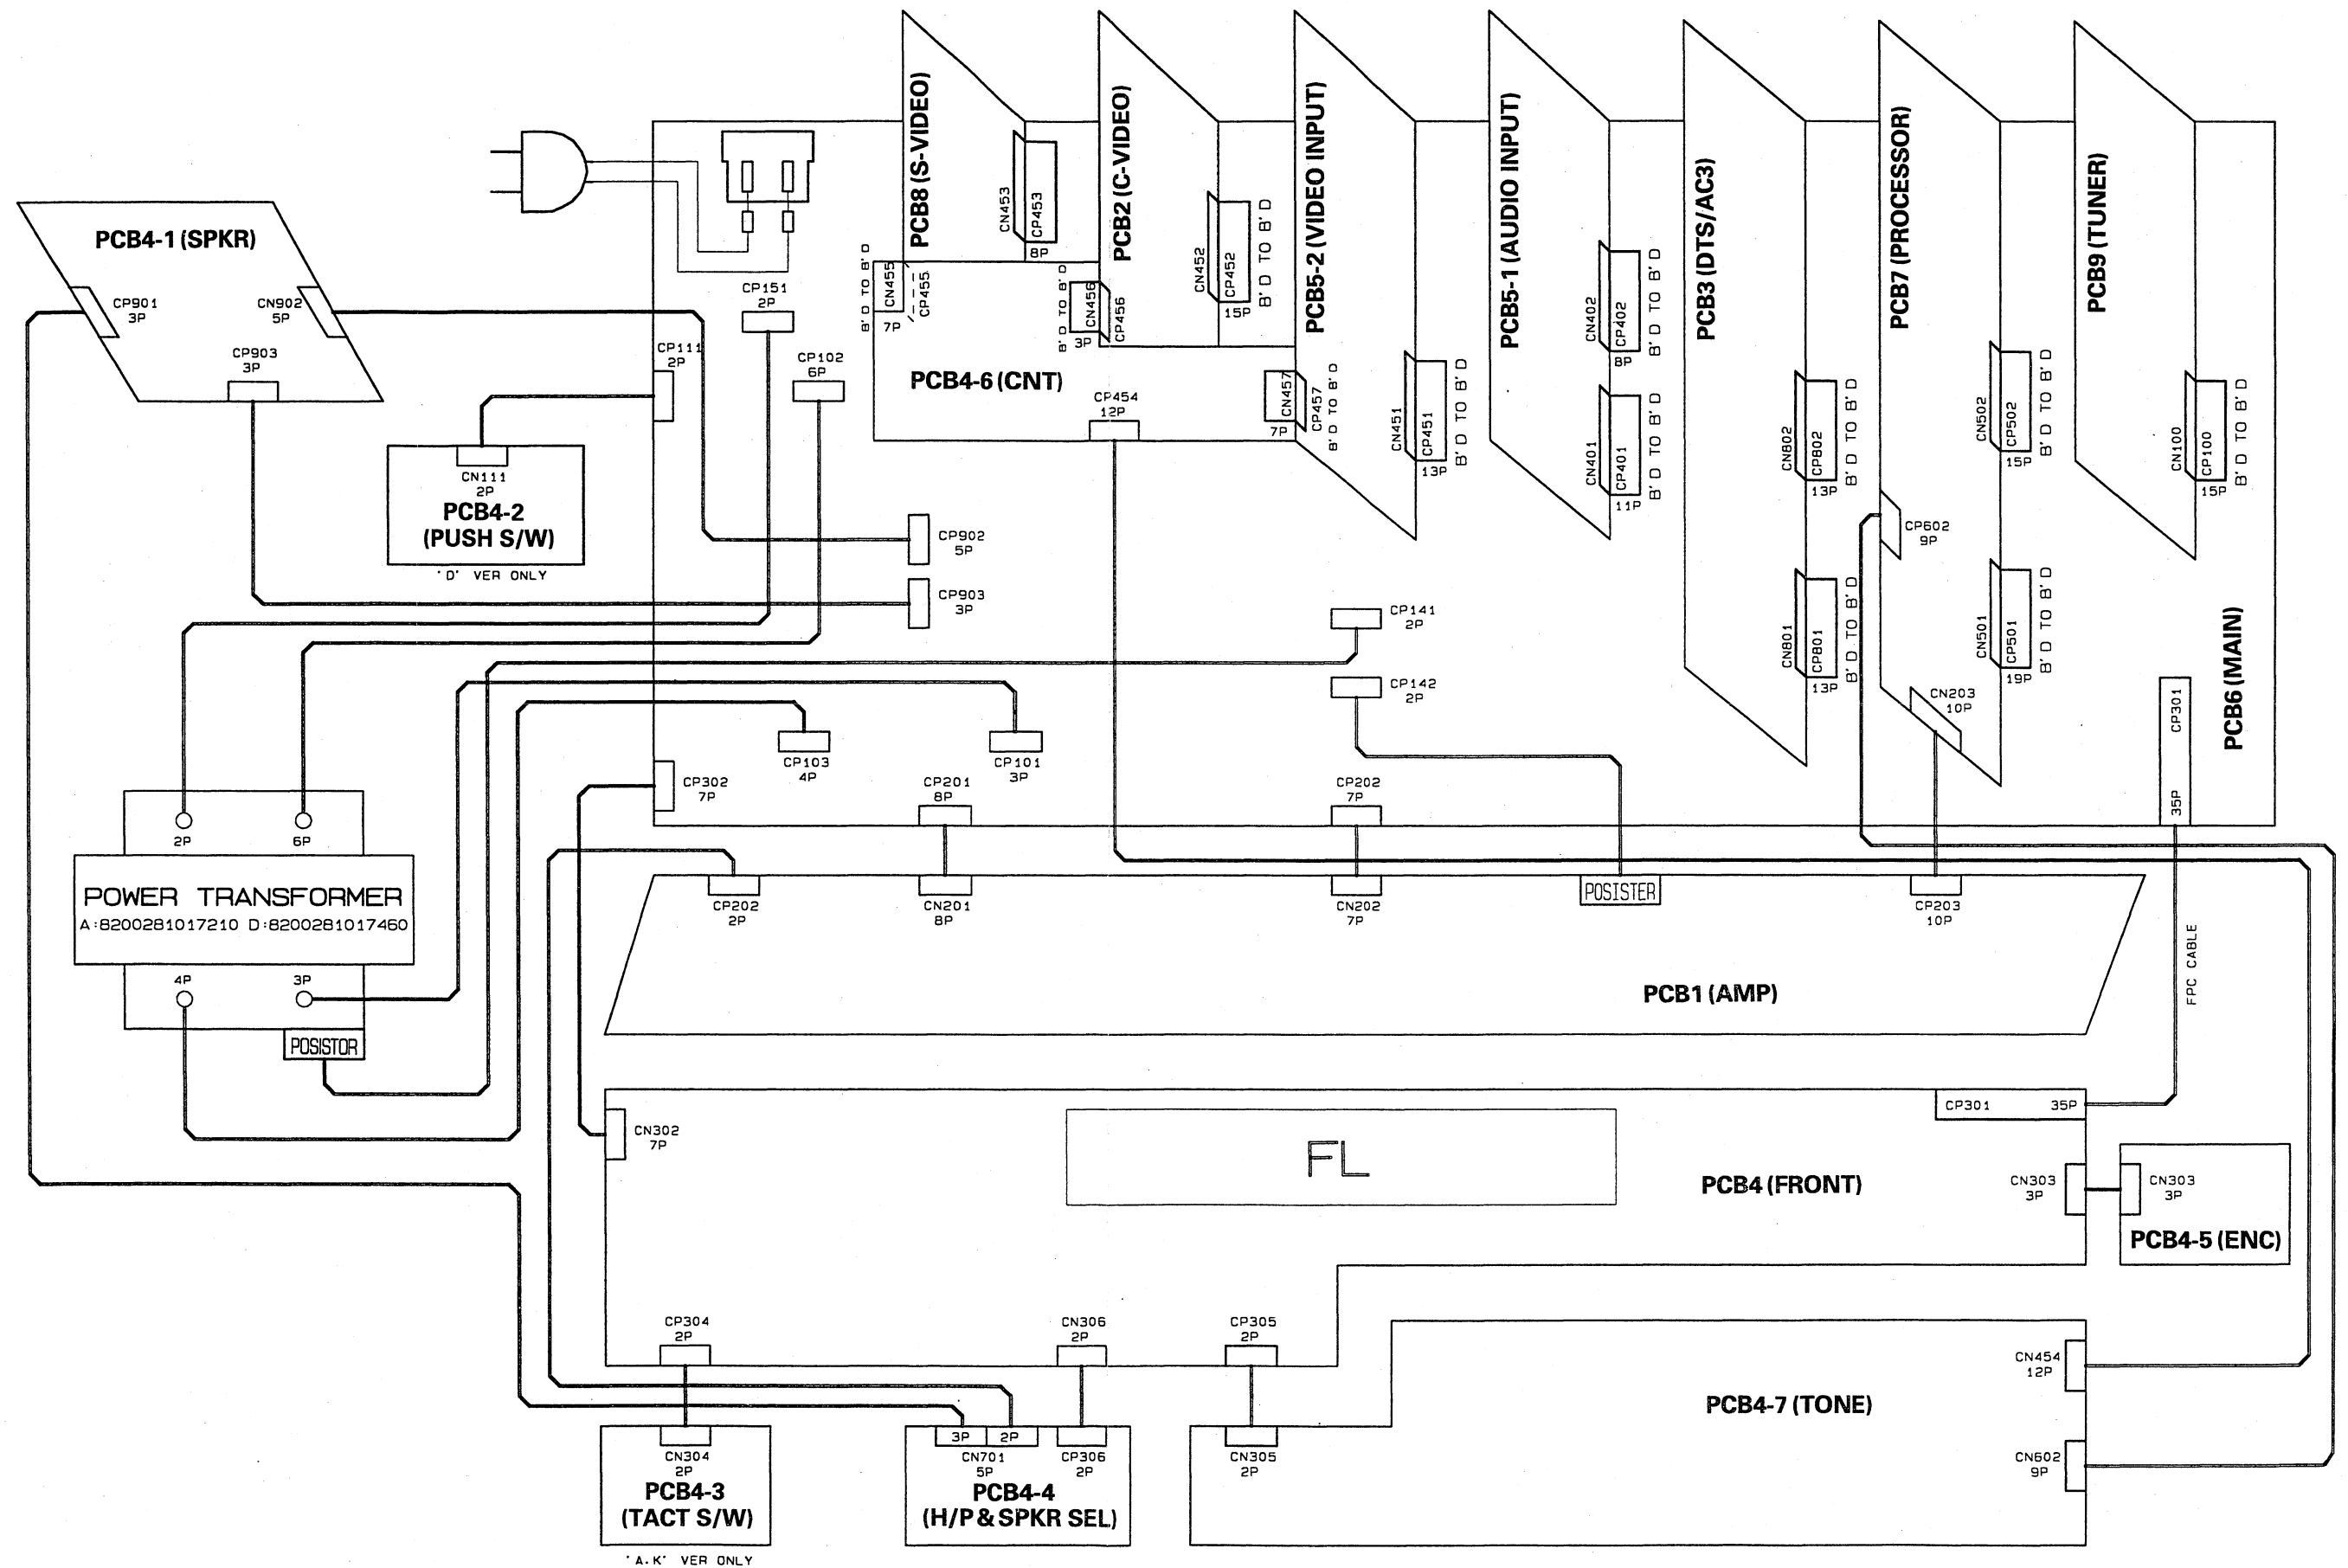 PCB4-1 (SPKR)
CP901
3P
CN902
5P
CP903
3P
CP151
2P
CP111
2P
CP102
6P
CN111
2P
PCB4-2
(PUSH S/W)
'D' VER ONLY
PCB8 (S-VIDEO)
CN453
CP453
8P
B'D TO B'D
CN455
CP455
7P
PCB2 (C-VIDEO)
CN452
CP452
15P
B'D TO B'D
B'D TO B'D
CN456
CP456
3P
PCB4-6 (CNT)
CP454
12P
PCB5-2 (VIDEO INPUT)
CN457
CP457
7P
B'D TO B'D
CN451
CP451
13P
B'D TO B'D
PCB5-1 (AUDIO INPUT)
CN402
CP402
8P
B'D TO B'D
CN401
CP401
11P
B'D TO B'D
PCB3 (DTS/AC3)
CN802
CP802
13P
B'D TO B'D
CN801
CP801
13P
B'D TO B'D
PCB7 (PROCESSOR)
CN502
CP502
15P
B'D TO B'D
CP602
9P
CN501
CP501
19P
B'D TO B'D
CN203
10P
PCB9 (TUNER)
CN100
CP100
15P
B'D TO B'D
PCB6 (MAIN)
CP301
35P
CP902
5P
CP903
3P
CP141
2P
CP142
2P
CP103
4P
CP101
3P
CP302
7P
CP201
8P
CP202
7P
2P
6P
POWER TRANSFORMER
A:8200281017210 D:8200281017460
4P
3P
POSISTOR
CP202
2P
CN201
8P
CN202
7P
POSISTER
CP203
10P
PCB1 (AMP)
FPC CABLE
CP301
35P
CN302
7P
FL
PCB4 (FRONT)
CN303
3P
CN303
3P
PCB4-5 (ENC)
CP304
2P
CN306
2P
CP305
2P
CN454
12P
PCB4-7 (TONE)
CN602
9P
CN304
2P
PCB4-3
(TACT S/W)
'A.K' VER ONLY
3P
2P
CN701
5P
CP306
2P
PCB4-4
(H/P & SPKR SEL)
CN305
2P